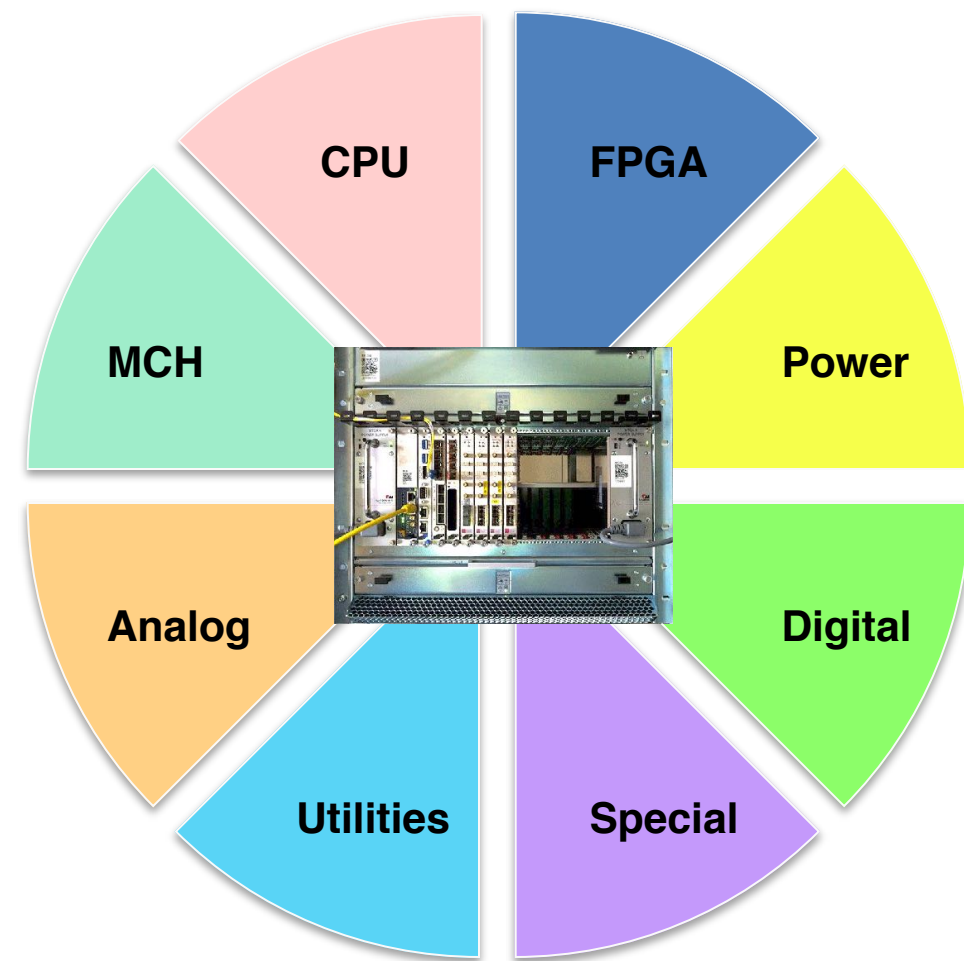 CPU
FPGA
MCH
Power
Analog
Digital
Utilities
Special